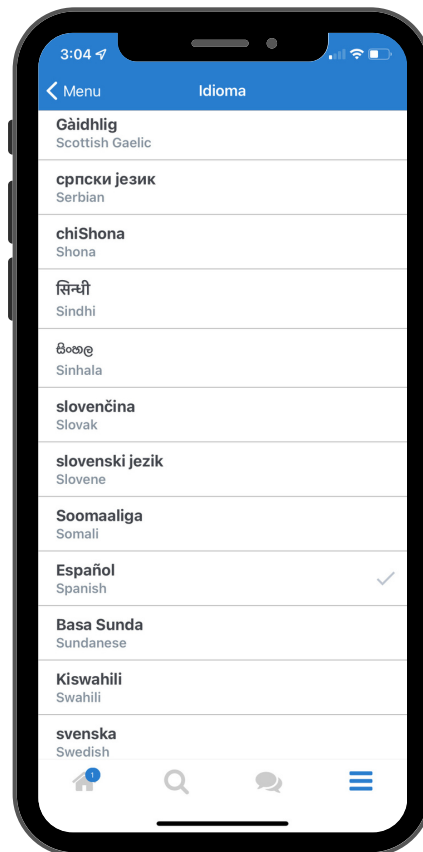 3:04
Menu
Idioma
Gàidhlig
Scottish Gaelic
српски језик
Serbian
chiShona
Shona
सिन्धी
Sindhi
සිංහල
Sinhala
slovenčina
Slovak
slovenski jezik
Slovene
Soomaaliga
Somali
Español
Spanish
Basa Sunda
Sundanese
Kiswahili
Swahili
svenska
Swedish
1